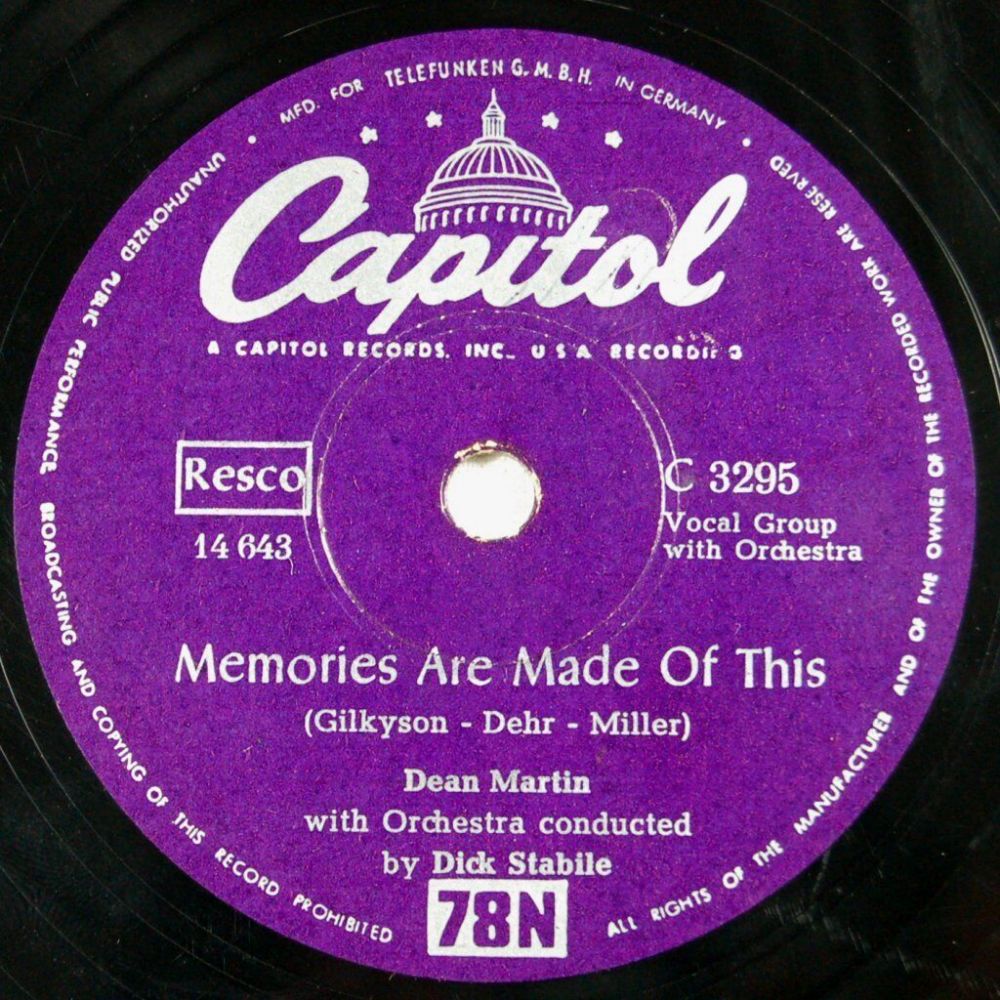 MFD. FOR TELEFUNKEN G.M.B.H. IN GERMANY
Capitol
A CAPITOL RECORDS, INC. U S A RECORDING
Resco
14 643
C 3295
Vocal Group
with Orchestra
Memories Are Made Of This
(Gilkyson - Dehr - Miller)
Dean Martin
with Orchestra conducted
by Dick Stabile
78N
ALL RIGHTS OF THE MANUFACTURER AND OF THE OWNER OF THE RECORDED WORK ARE RESERVED
UNAUTHORIZED PUBLIC PERFORMANCE BROADCASTING AND COPYING OF THIS RECORD PROHIBITED